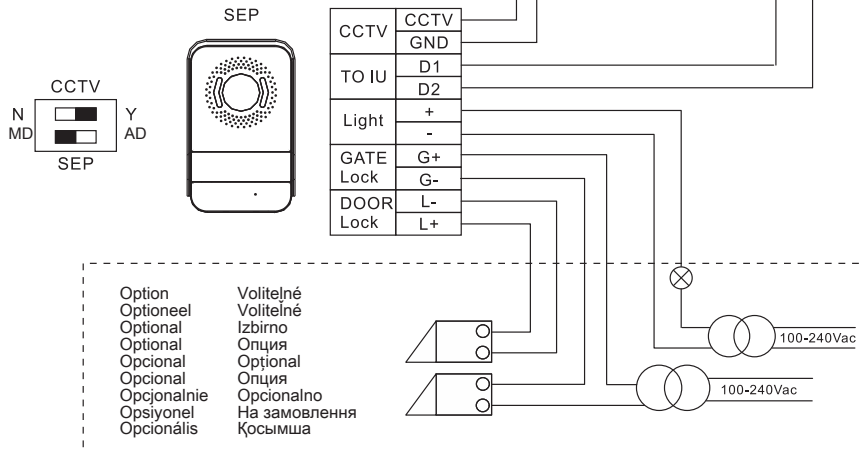 SEP
CCTV
N Y
MD AD
SEP
CCTV CCTV
GND
TO IU D1
D2
Light +
-
GATE Lock G+
G-
DOOR Lock L-
L+
Option Voliteľné
Optioneel Volitelné
Optional Izbirno
Optional Опция
Opcional Opțional
Opcional Опция
Opcjonalnie Opcionalno
Opsiyonel На замовлення
Opcionális Қосымша
100-240Vac
100-240Vac